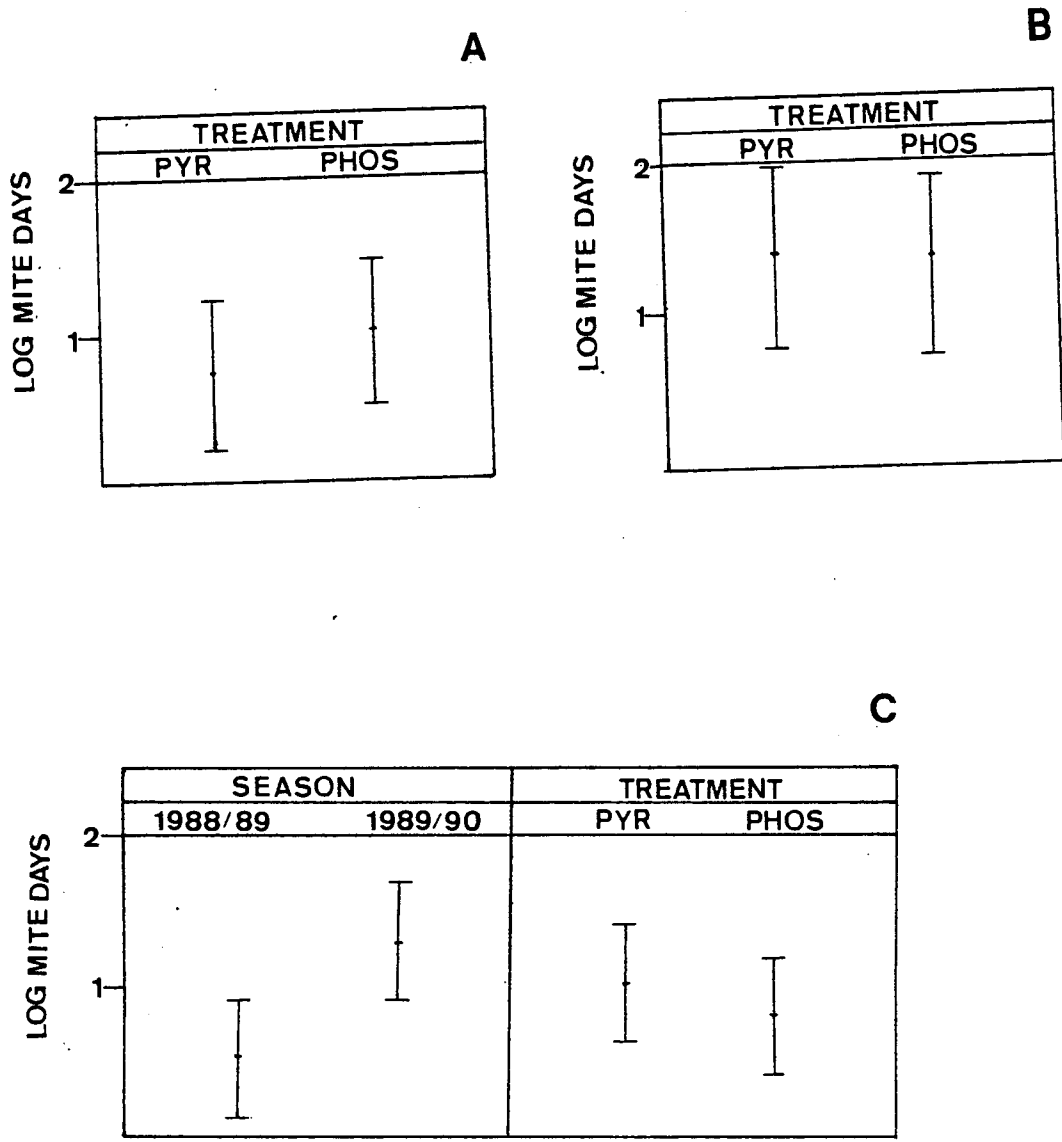 A
TREATMENT
PYR PHOS
2
1
LOG MITE DAYS
B
TREATMENT
PYR PHOS
2
1
LOG MITE DAYS
C
SEASON TREATMENT
1988/89 1989/90 PYR PHOS
2
1
LOG MITE DAYS